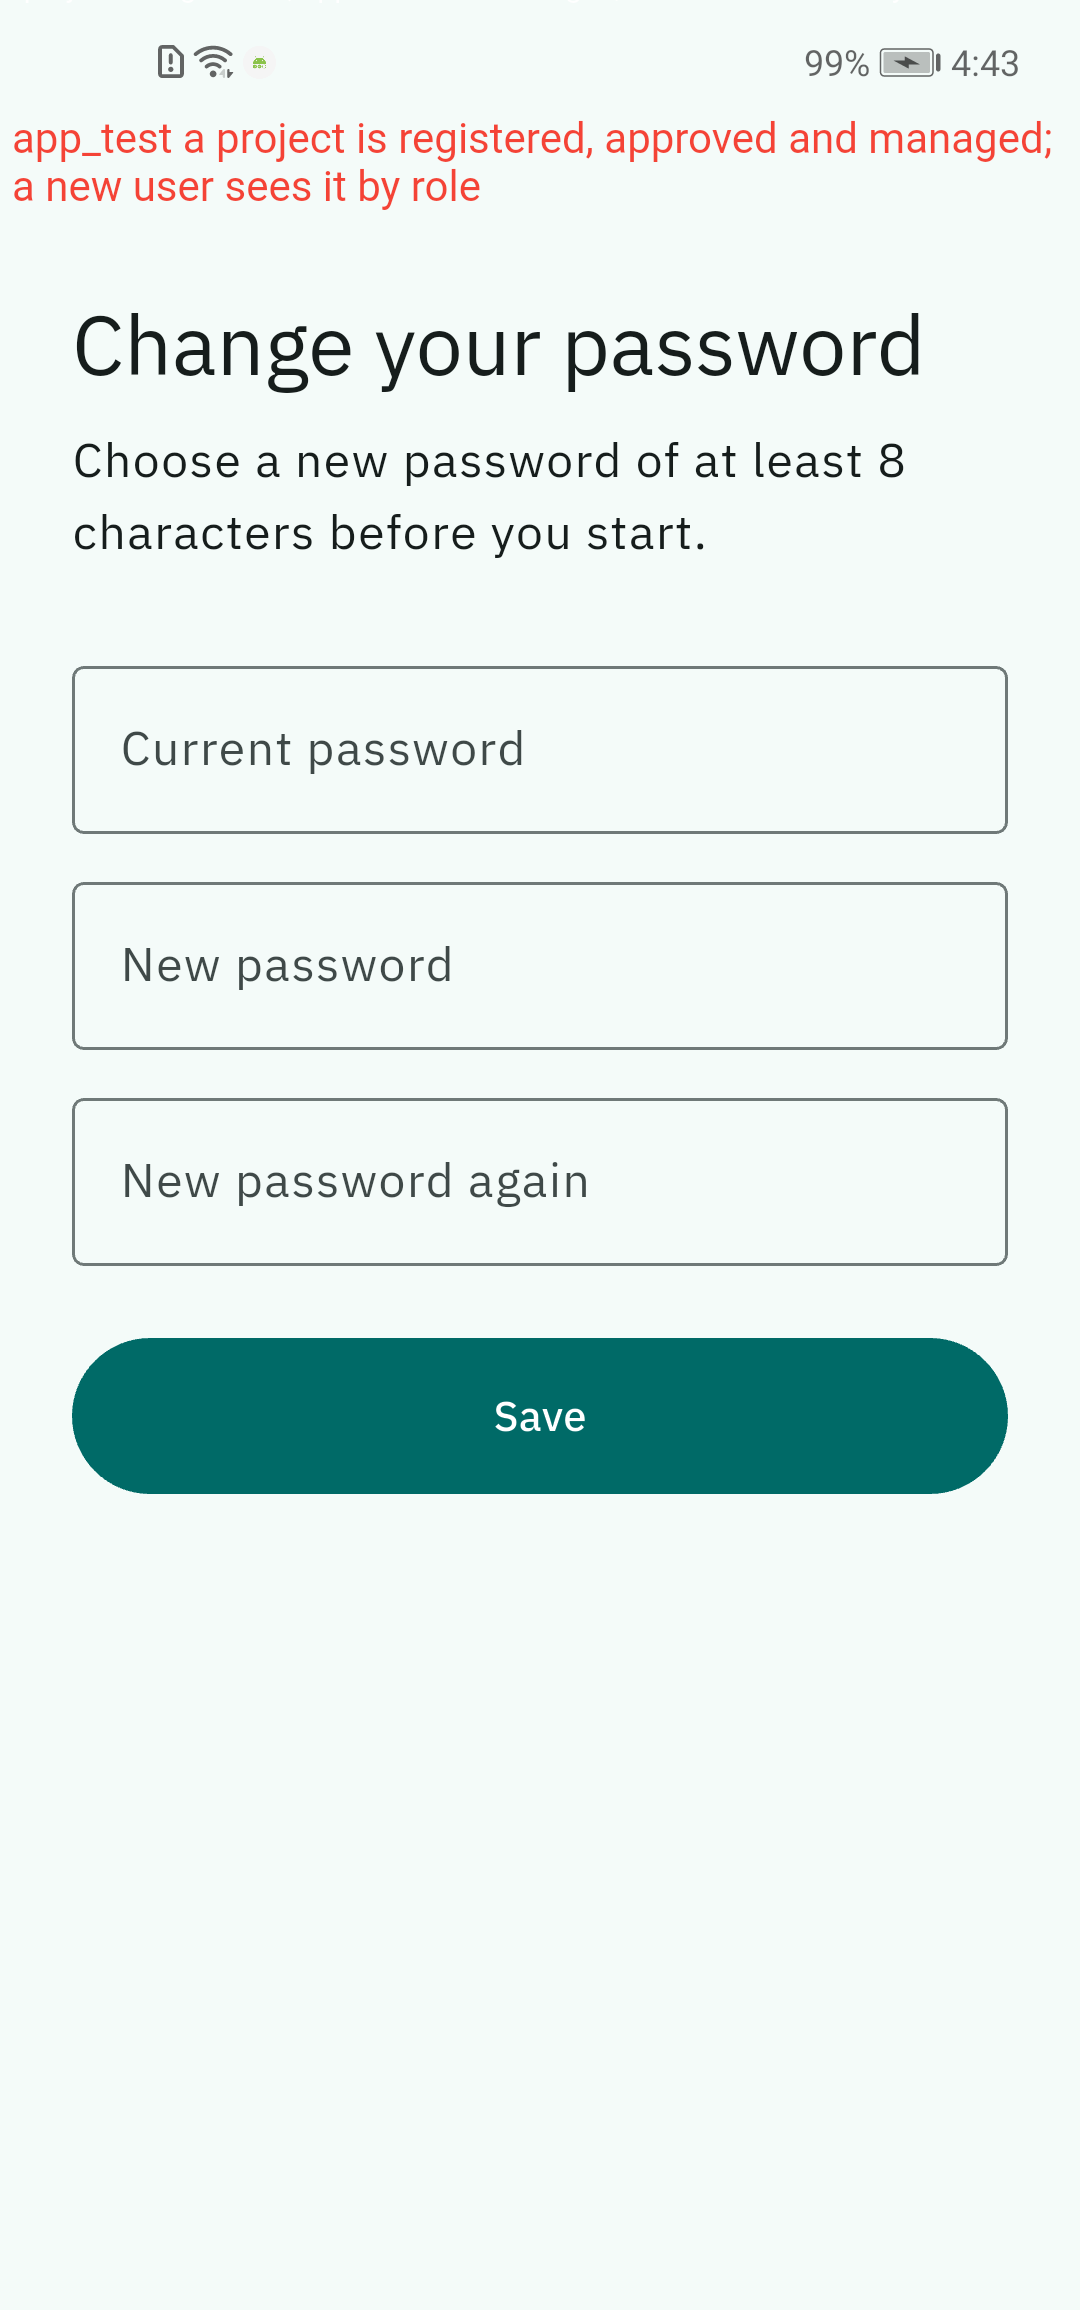 99% 4:43
app_test a project is registered, approved and managed;
a new user sees it by role
Change your password
Choose a new password of at least 8
characters before you start.
Current password
New password
New password again
Save